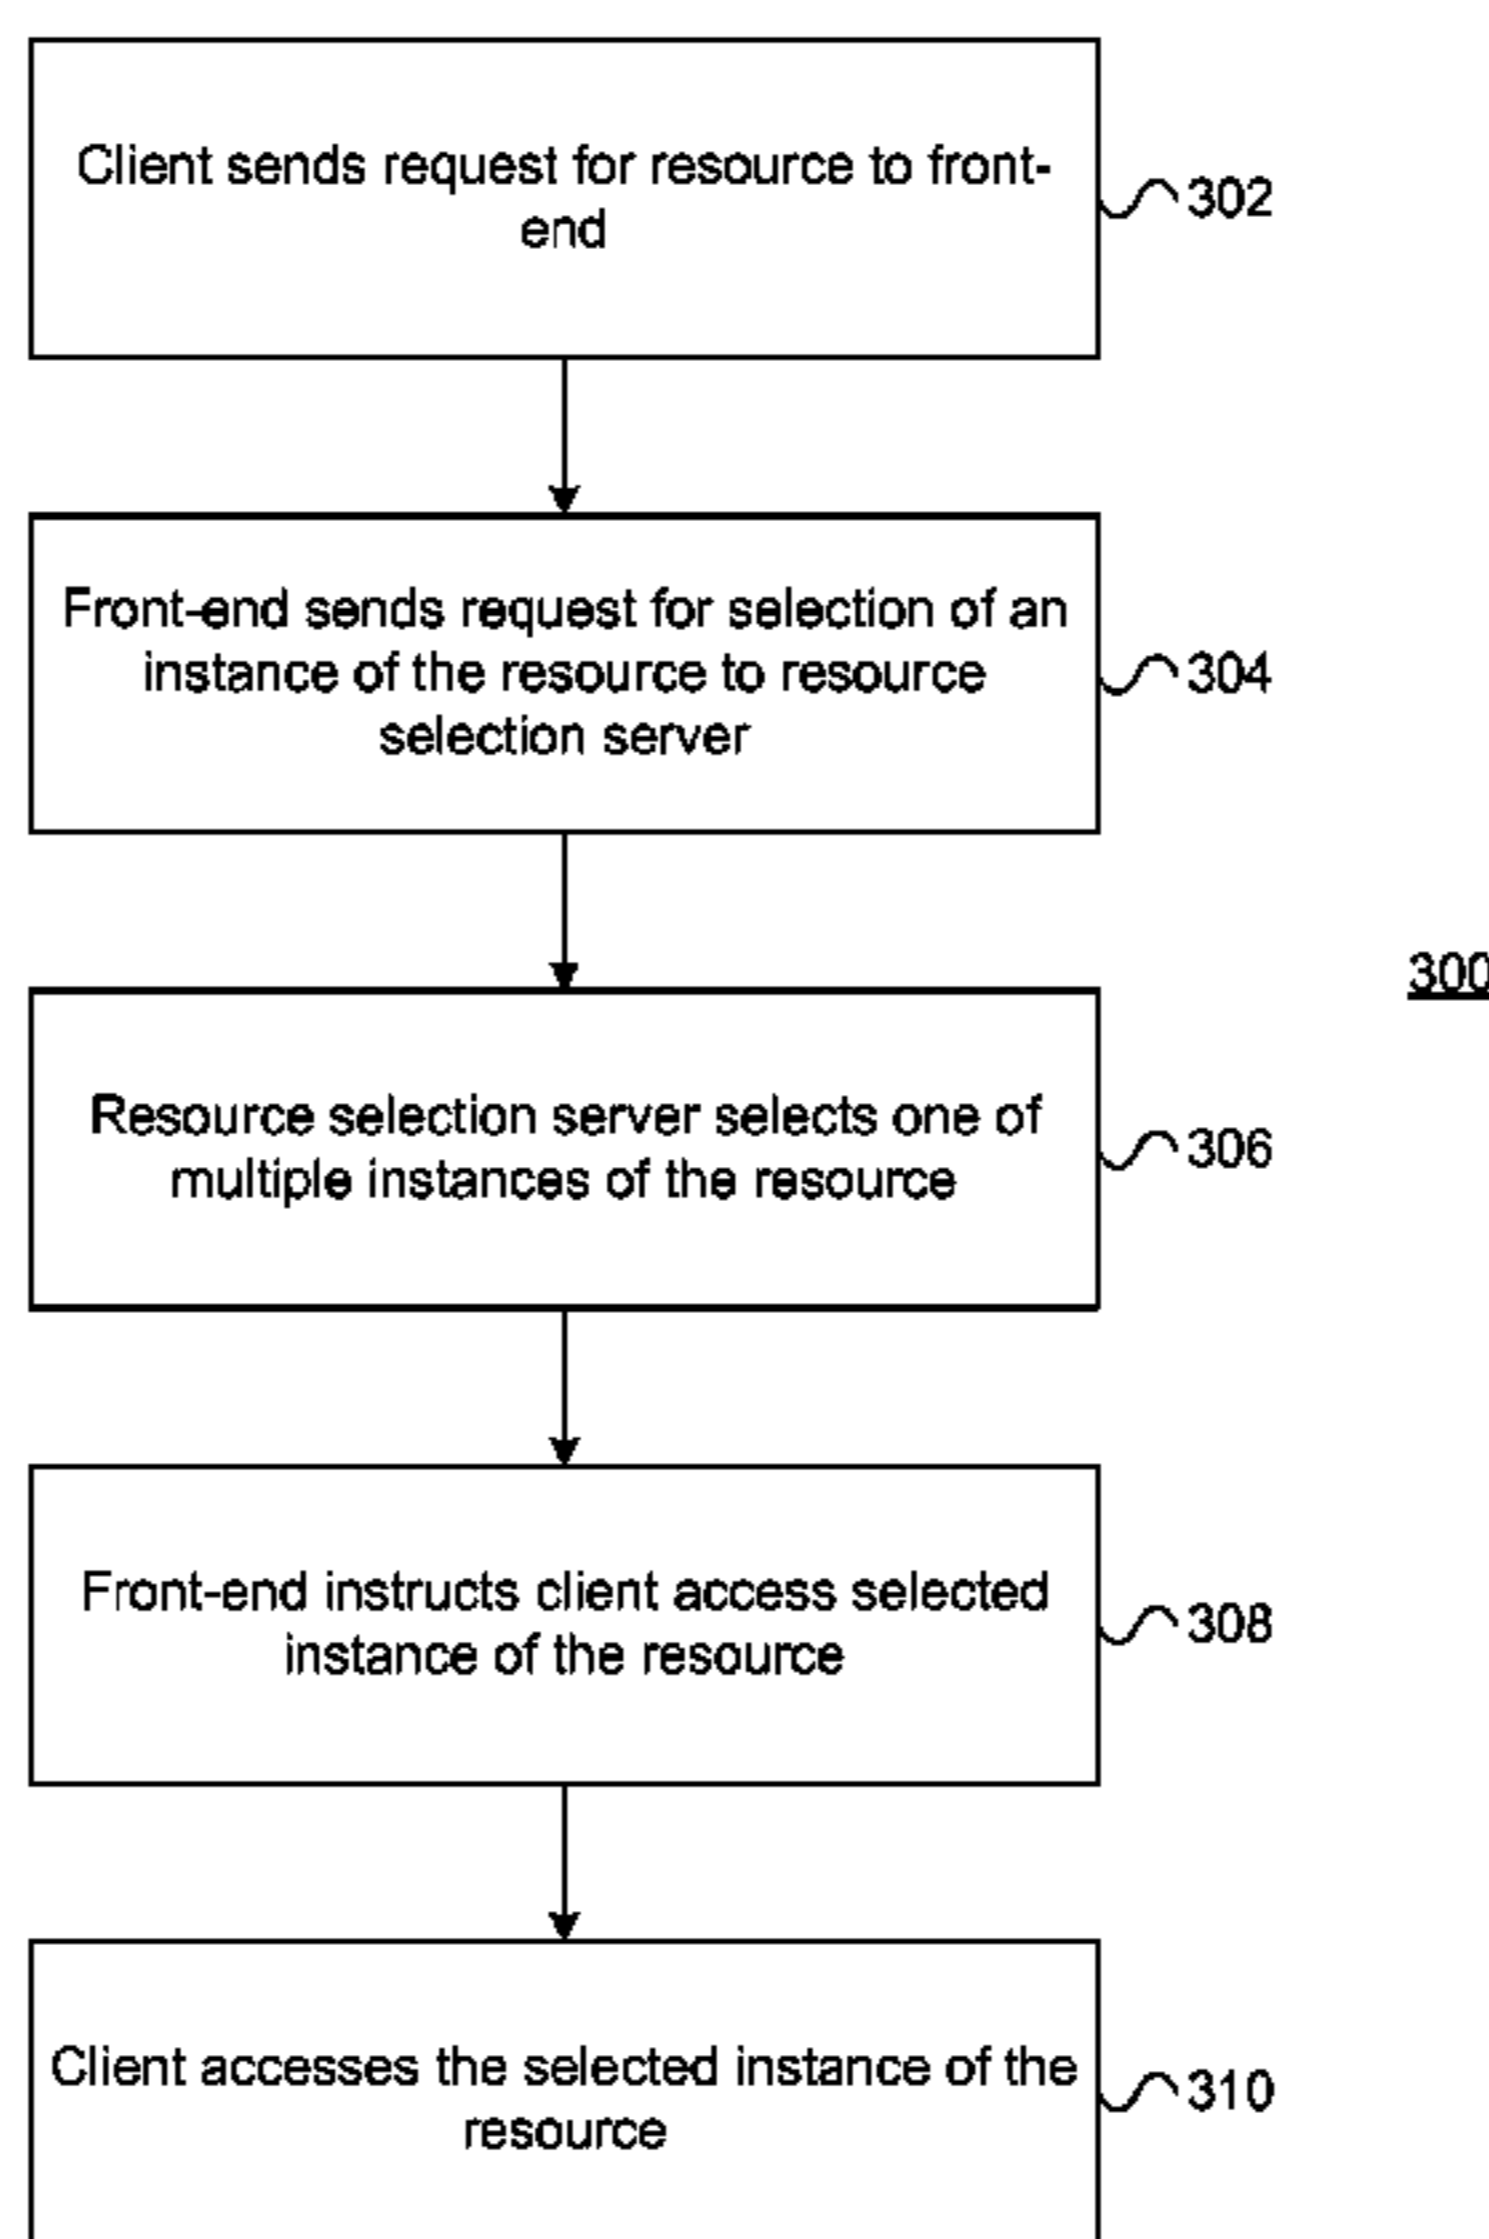 Client sends request for resource to front-
end
302
Front-end sends request for selection of an
instance of the resource to resource
selection server
304
300
Resource selection server selects one of
multiple instances of the resource
306
Front-end instructs client access selected
instance of the resource
308
Client accesses the selected instance of the
resource
310